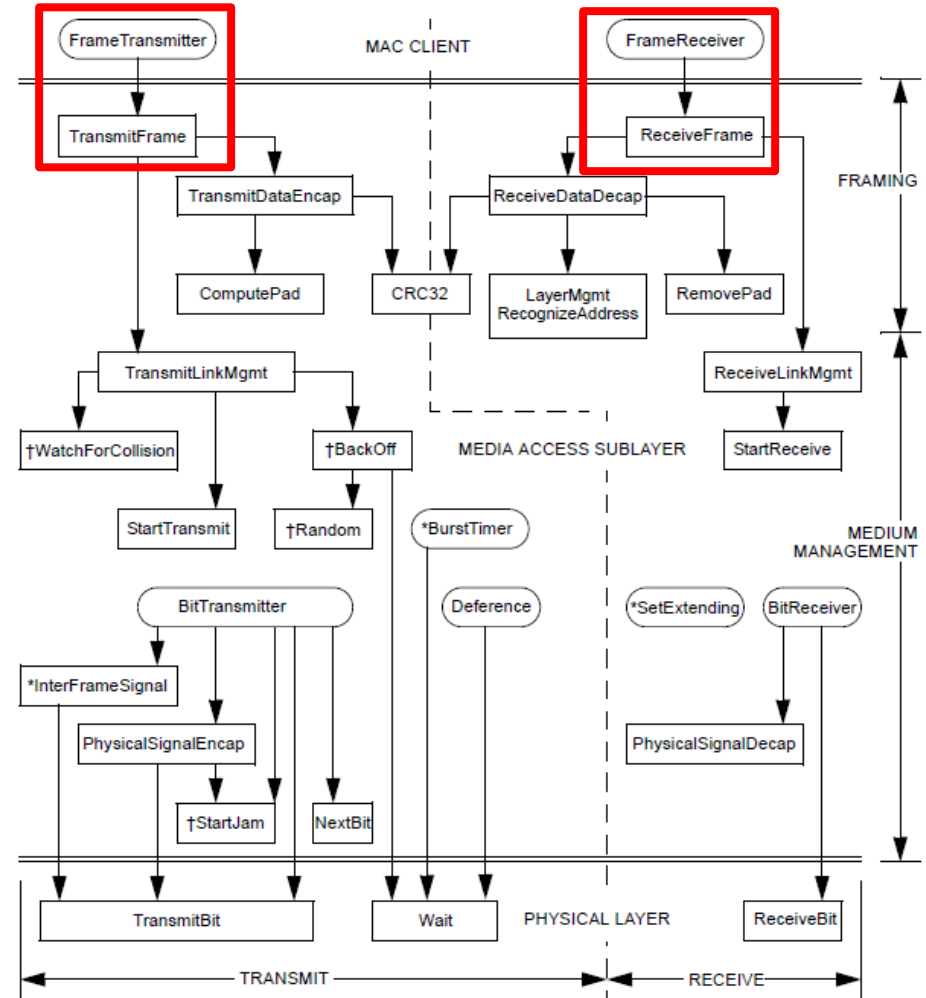 FrameTransmitter
MAC CLIENT
FrameReceiver
TransmitFrame
ReceiveFrame
FRAMING
TransmitDataEncap
ReceiveDataDecap
ComputePad
CRC32
LayerMgmt
RecognizeAddress
RemovePad
TransmitLinkMgmt
ReceiveLinkMgmt
†WatchForCollision
†BackOff
MEDIA ACCESS SUBLAYER
StartReceive
StartTransmit
†Random
*BurstTimer
MEDIUM
MANAGEMENT
BitTransmitter
Deference
*SetExtending
BitReceiver
*InterFrameSignal
PhysicalSignalEncap
PhysicalSignalDecap
†StartJam
NextBit
TransmitBit
Wait
PHYSICAL LAYER
ReceiveBit
TRANSMIT
RECEIVE